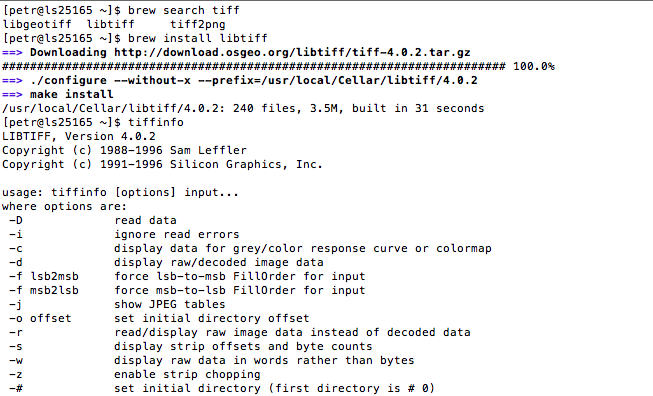 [petr@ls25165 ~]$ brew search tiff
libgeotiff  libtiff     tiff2png
[petr@ls25165 ~]$ brew install libtiff
==> Downloading http://download.osgeo.org/libtiff/tiff-4.0.2.tar.gz
######################################################################## 100.0%
==> ./configure --without-x --prefix=/usr/local/Cellar/libtiff/4.0.2
==> make install
/usr/local/Cellar/libtiff/4.0.2: 240 files, 3.5M, built in 31 seconds
[petr@ls25165 ~]$ tiffinfo
LIBTIFF, Version 4.0.2
Copyright (c) 1988-1996 Sam Leffler
Copyright (c) 1991-1996 Silicon Graphics, Inc.

usage: tiffinfo [options] input...
where options are:
 -D             read data
 -i             ignore read errors
 -c             display data for grey/color response curve or colormap
 -d             display raw/decoded image data
 -f lsb2msb     force lsb-to-msb FillOrder for input
 -f msb2lsb     force msb-to-lsb FillOrder for input
 -j             show JPEG tables
 -o offset      set initial directory offset
 -r             read/display raw image data instead of decoded data
 -s             display strip offsets and byte counts
 -w             display raw data in words rather than bytes
 -z             enable strip chopping
 -#             set initial directory (first directory is # 0)